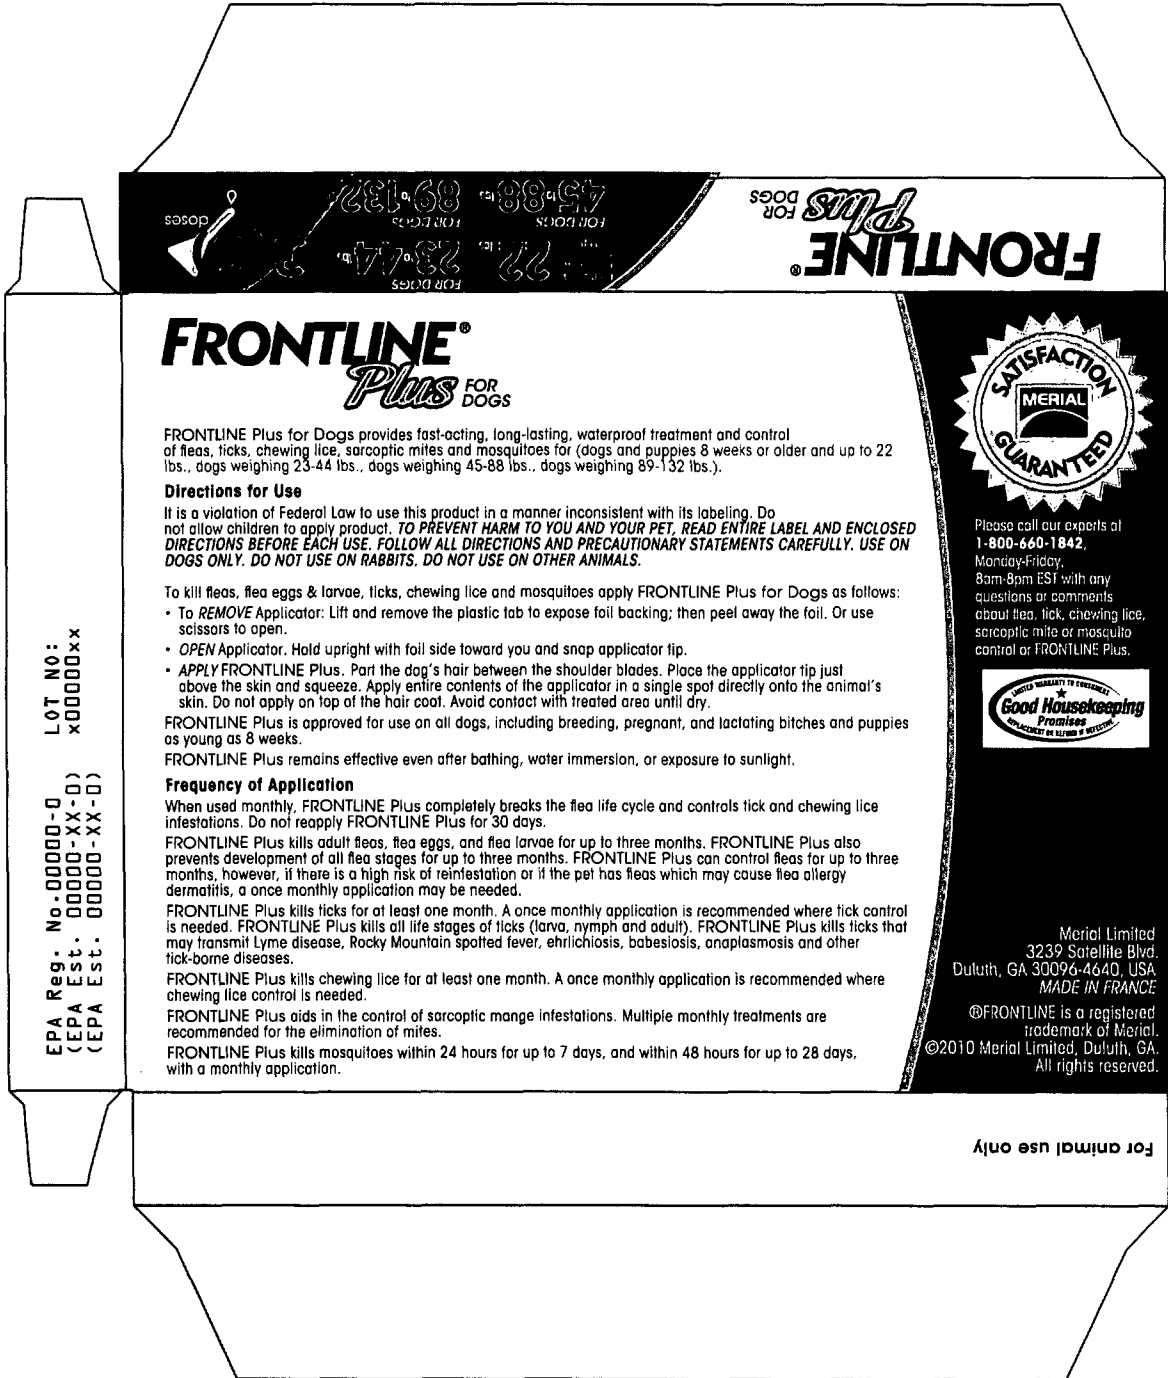 FRONTLINE®
Plus FOR
DOGS
doses
FOR DOGS
89 to 132
FOR DOGS
45 to 88 lbs.
FOR DOGS
23 to 44 lbs.
22 lbs.
FRONTLINE®
Plus FOR
DOGS
FRONTLINE Plus for Dogs provides fast-acting, long-lasting, waterproof treatment and control
of fleas, ticks, chewing lice, sarcoptic mites and mosquitoes for (dogs and puppies 8 weeks or older and up to 22
lbs., dogs weighing 23-44 lbs., dogs weighing 45-88 lbs., dogs weighing 89-132 lbs.).
Directions for Use
It is a violation of Federal Law to use this product in a manner inconsistent with its labeling. Do
not allow children to apply product. TO PREVENT HARM TO YOU AND YOUR PET, READ ENTIRE LABEL AND ENCLOSED
DIRECTIONS BEFORE EACH USE. FOLLOW ALL DIRECTIONS AND PRECAUTIONARY STATEMENTS CAREFULLY. USE ON
DOGS ONLY. DO NOT USE ON RABBITS. DO NOT USE ON OTHER ANIMALS.
To kill fleas, flea eggs & larvae, ticks, chewing lice and mosquitoes apply FRONTLINE Plus for Dogs as follows:
• To REMOVE Applicator: Lift and remove the plastic tab to expose foil backing; then peel away the foil. Or use
scissors to open.
• OPEN Applicator. Hold upright with foil side toward you and snap applicator tip.
• APPLY FRONTLINE Plus. Part the dog's hair between the shoulder blades. Place the applicator tip just
above the skin and squeeze. Apply entire contents of the applicator in a single spot directly onto the animal's
skin. Do not apply on top of the hair coat. Avoid contact with treated area until dry.
FRONTLINE Plus is approved for use on all dogs, including breeding, pregnant, and lactating bitches and puppies
as young as 8 weeks.
FRONTLINE Plus remains effective even after bathing, water immersion, or exposure to sunlight.
Frequency of Application
When used monthly, FRONTLINE Plus completely breaks the flea life cycle and controls tick and chewing lice
infestations. Do not reapply FRONTLINE Plus for 30 days.
FRONTLINE Plus kills adult fleas, flea eggs, and flea larvae for up to three months. FRONTLINE Plus also
prevents development of all flea stages for up to three months. FRONTLINE Plus can control fleas for up to three
months, however, if there is a high risk of reinfestation or if the pet has fleas which may cause flea allergy
dermatitis, a once monthly application may be needed.
FRONTLINE Plus kills ticks for at least one month. A once monthly application is recommended where tick control
is needed. FRONTLINE Plus kills all life stages of ticks (larva, nymph and adult). FRONTLINE Plus kills ticks that
may transmit Lyme disease, Rocky Mountain spotted fever, ehrlichiosis, babesiosis, anaplasmosis and other
tick-borne diseases.
FRONTLINE Plus kills chewing lice for at least one month. A once monthly application is recommended where
chewing lice control is needed.
FRONTLINE Plus aids in the control of sarcoptic mange infestations. Multiple monthly treatments are
recommended for the elimination of mites.
FRONTLINE Plus kills mosquitoes within 24 hours for up to 7 days, and within 48 hours for up to 28 days,
with a monthly application.
SATISFACTION
MERIAL
GUARANTEED
Please call our experts at
1-800-660-1842,
Monday-Friday,
8am-8pm EST with any
questions or comments
about flea, tick, chewing lice,
sarcoptic mite or mosquito
control or FRONTLINE Plus.
LIMITED WARRANTY TO CONSUMERS
Good Housekeeping
Promises
REPLACEMENT OR REFUND IF DEFECTIVE
Merial Limited
3239 Satellite Blvd.
Duluth, GA 30096-4640, USA
MADE IN FRANCE
®FRONTLINE is a registered
trademark of Merial.
©2010 Merial Limited, Duluth, GA.
All rights reserved.
EPA Reg. No.00000-0 LOT NO:
(EPA Est. 00000-XX-0) x00000xx
(EPA Est. 00000-XX-0)
For animal use only